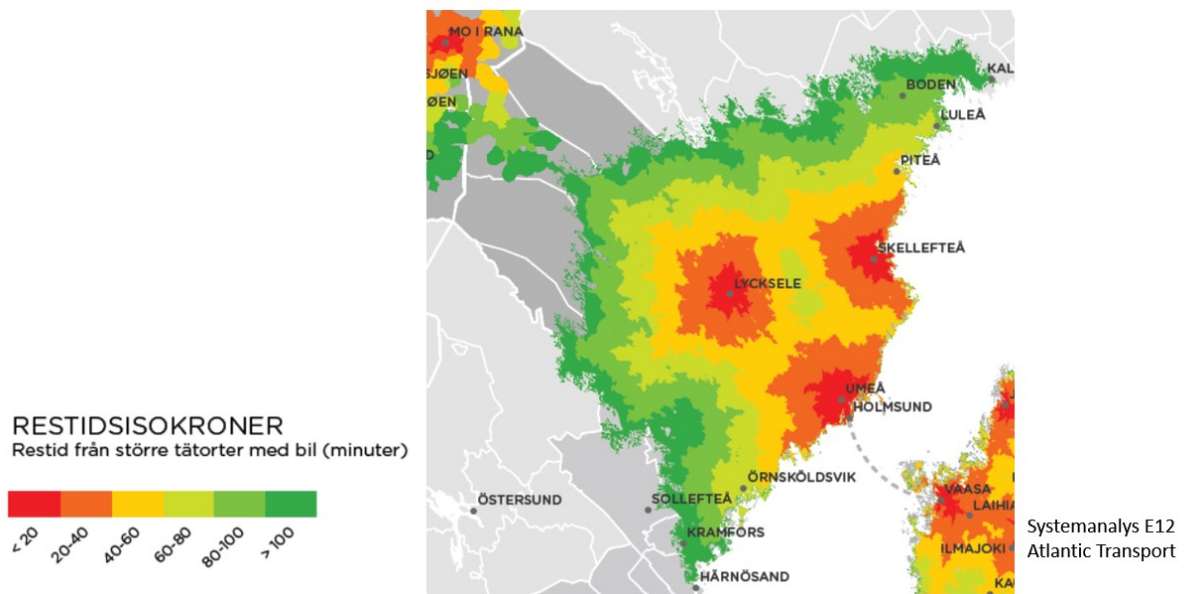 MO I RANA
SJØEN
ØEN
D
KAL
BODEN
LULEÅ
PITEÅ
SKELLEFTEÅ
LYCKSELE
UMEÅ
HOLMSUND
RESTIDSISOKRONER
Restid från större tätorter med bil (minuter)
< 20
20-40
40-60
60-80
80-100
> 100
ÖRNSKÖLDSVIK
ÖSTERSUND
SOLLEFTEÅ
VAASA
LAIHIA
KRAMFORS
ILMAJOKI
HÄRNÖSAND
KAU
Systemanalys E12
Atlantic Transport